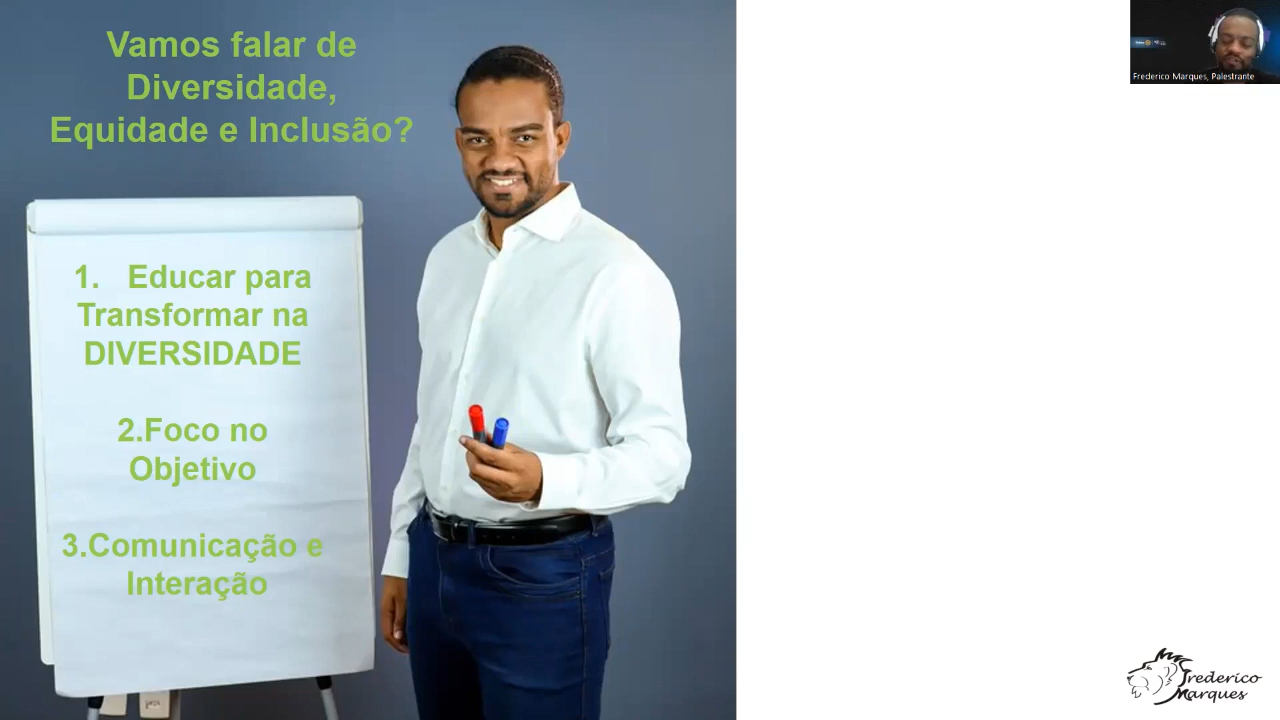 Vamos falar de
Diversidade,
Equidade e Inclusão?
1. Educar para
Transformar na
DIVERSIDADE
2.Foco no
Objetivo
3.Comunicação e
Interação
Frederico Marques, Palestrante
Frederico
Marques